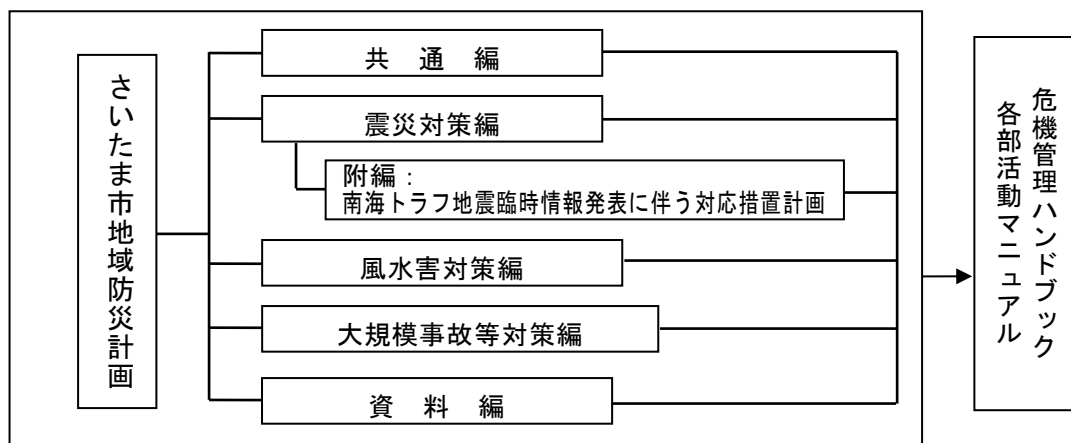 さいたま市地域防災計画
共　通　編
震災対策編
附編：
南海トラフ地震臨時情報発表に伴う対応措置計画
風水害対策編
大規模事故等対策編
資　料　編
危機管理ハンドブック
各部活動マニュアル